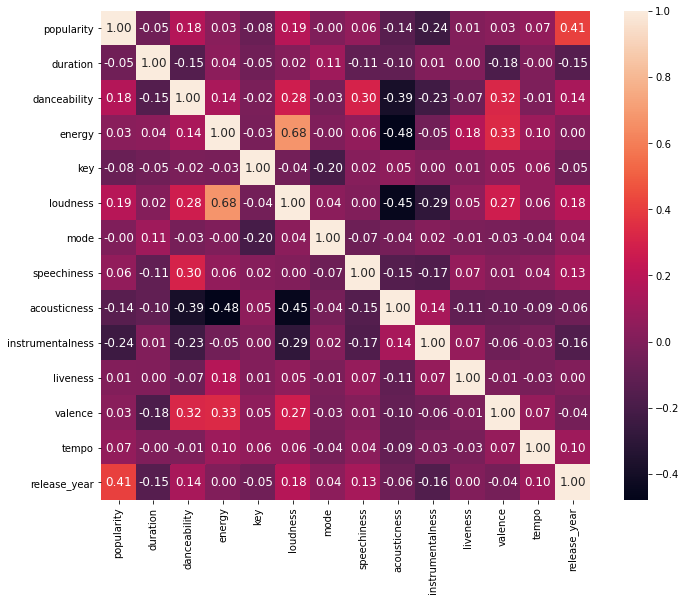 popularity 1.00 -0.05 0.18 0.03 -0.08 0.19 -0.00 0.06 -0.14 -0.24 0.01 0.03 0.07 0.41
duration -0.05 1.00 -0.15 0.04 -0.05 0.02 0.11 -0.11 -0.10 0.01 0.00 -0.18 -0.00 -0.15
danceability 0.18 -0.15 1.00 0.14 -0.02 0.28 -0.03 0.30 -0.39 -0.23 -0.07 0.32 -0.01 0.14
energy 0.03 0.04 0.14 1.00 -0.03 0.68 -0.00 0.06 -0.48 -0.05 0.18 0.33 0.10 0.00
key -0.08 -0.05 -0.02 -0.03 1.00 -0.04 -0.20 0.02 0.05 0.00 0.01 0.05 0.06 -0.05
loudness 0.19 0.02 0.28 0.68 -0.04 1.00 0.04 0.00 -0.45 -0.29 0.05 0.27 0.06 0.18
mode -0.00 0.11 -0.03 -0.00 -0.20 0.04 1.00 -0.07 -0.04 0.02 -0.01 -0.03 -0.04 0.04
speechiness 0.06 -0.11 0.30 0.06 0.02 0.00 -0.07 1.00 -0.15 -0.17 0.07 0.01 0.04 0.13
acousticness -0.14 -0.10 -0.39 -0.48 0.05 -0.45 -0.04 -0.15 1.00 0.14 -0.11 -0.10 -0.09 -0.06
instrumentalness -0.24 0.01 -0.23 -0.05 0.00 -0.29 0.02 -0.17 0.14 1.00 0.07 -0.06 -0.03 -0.16
liveness 0.01 0.00 -0.07 0.18 0.01 0.05 -0.01 0.07 -0.11 0.07 1.00 -0.01 -0.03 0.00
valence 0.03 -0.18 0.32 0.33 0.05 0.27 -0.03 0.01 -0.10 -0.06 -0.01 1.00 0.07 -0.04
tempo 0.07 -0.00 -0.01 0.10 0.06 0.06 -0.04 0.04 -0.09 -0.03 -0.03 0.07 1.00 0.10
release_year 0.41 -0.15 0.14 0.00 -0.05 0.18 0.04 0.13 -0.06 -0.16 0.00 -0.04 0.10 1.00
popularity
duration
danceability
energy
key
loudness
mode
speechiness
acousticness
instrumentalness
liveness
valence
tempo
release_year
1.0
0.8
0.6
0.4
0.2
0.0
-0.2
-0.4